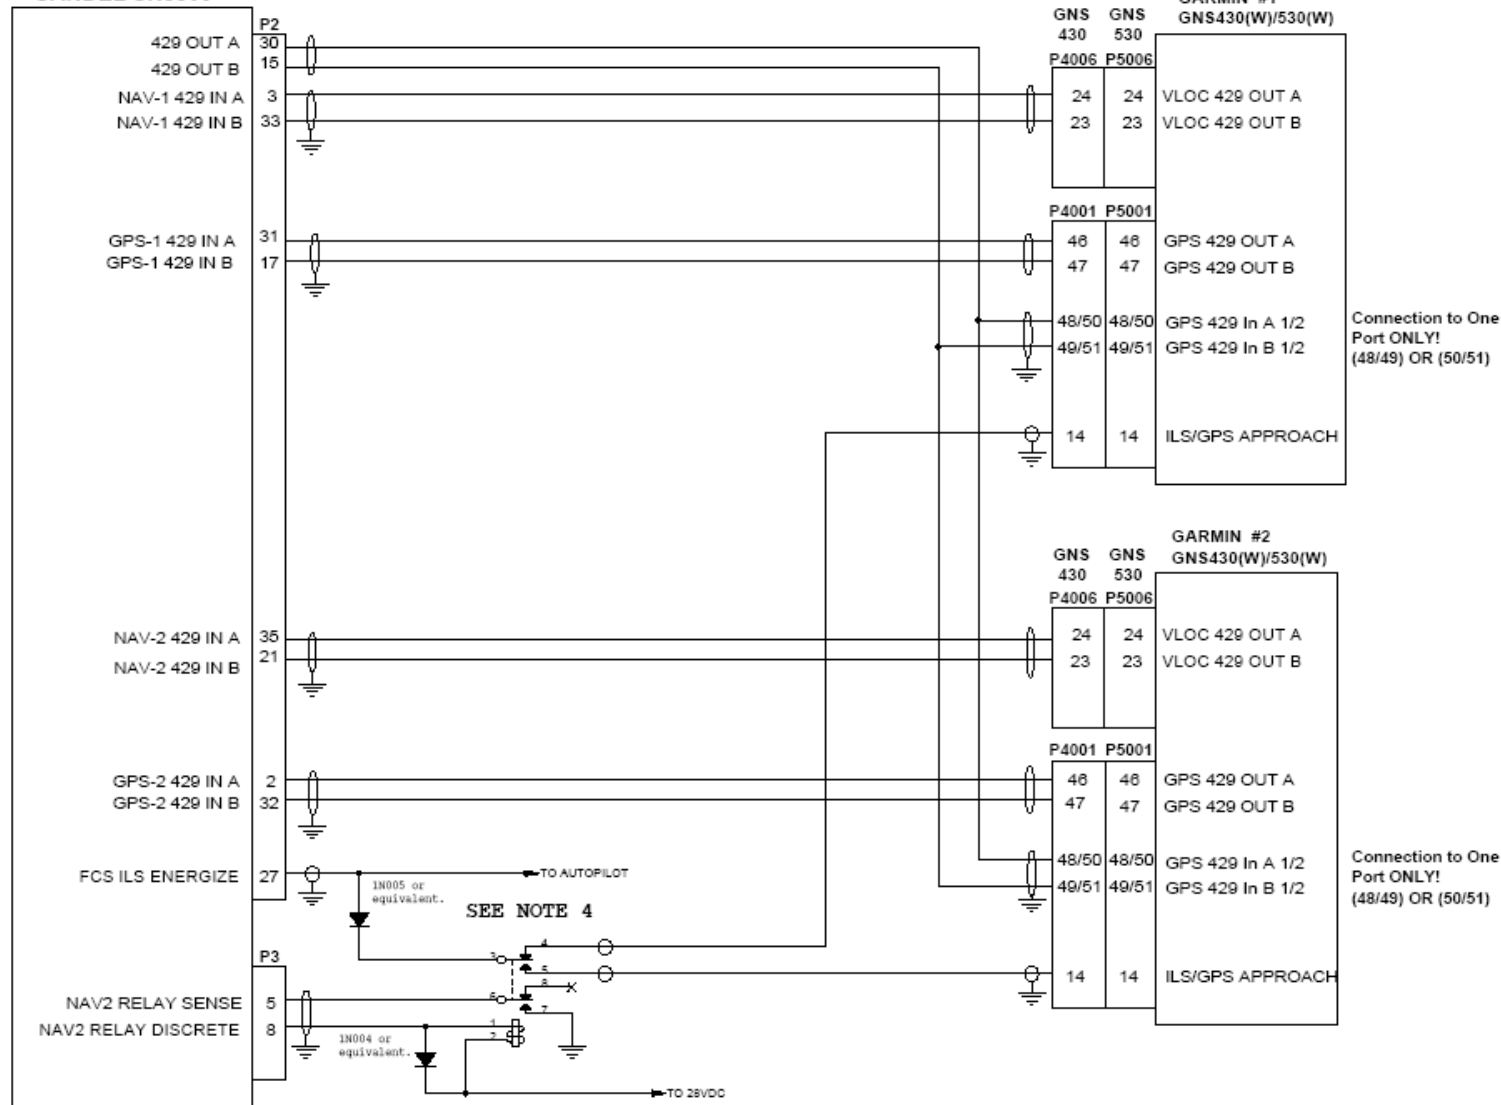 P2
429 OUT A 30
429 OUT B 15
NAV-1 429 IN A 3
NAV-1 429 IN B 33
GPS-1 429 IN A 31
GPS-1 429 IN B 17
NAV-2 429 IN A 35
NAV-2 429 IN B 21
GPS-2 429 IN A 2
GPS-2 429 IN B 32
FCS ILS ENERGIZE 27
TO AUTOPILOT
1N005 or
equivalent.
SEE NOTE 4
P3
NAV2 RELAY SENSE 5
NAV2 RELAY DISCRETE 8
1N004 or
equivalent.
3
4
5
6
8
7
1
2
TO 28VDC
GNS GNS
430 530
GNS430(W)/530(W)
P4006 P5006
24 24 VLOC 429 OUT A
23 23 VLOC 429 OUT B
P4001 P5001
46 46 GPS 429 OUT A
47 47 GPS 429 OUT B
48/50 48/50 GPS 429 In A 1/2
49/51 49/51 GPS 429 In B 1/2
Connection to One
Port ONLY!
(48/49) OR (50/51)
14 14 ILS/GPS APPROACH
GARMIN #2
GNS430(W)/530(W)
GNS GNS
430 530
P4006 P5006
24 24 VLOC 429 OUT A
23 23 VLOC 429 OUT B
P4001 P5001
46 46 GPS 429 OUT A
47 47 GPS 429 OUT B
48/50 48/50 GPS 429 In A 1/2
49/51 49/51 GPS 429 In B 1/2
Connection to One
Port ONLY!
(48/49) OR (50/51)
14 14 ILS/GPS APPROACH